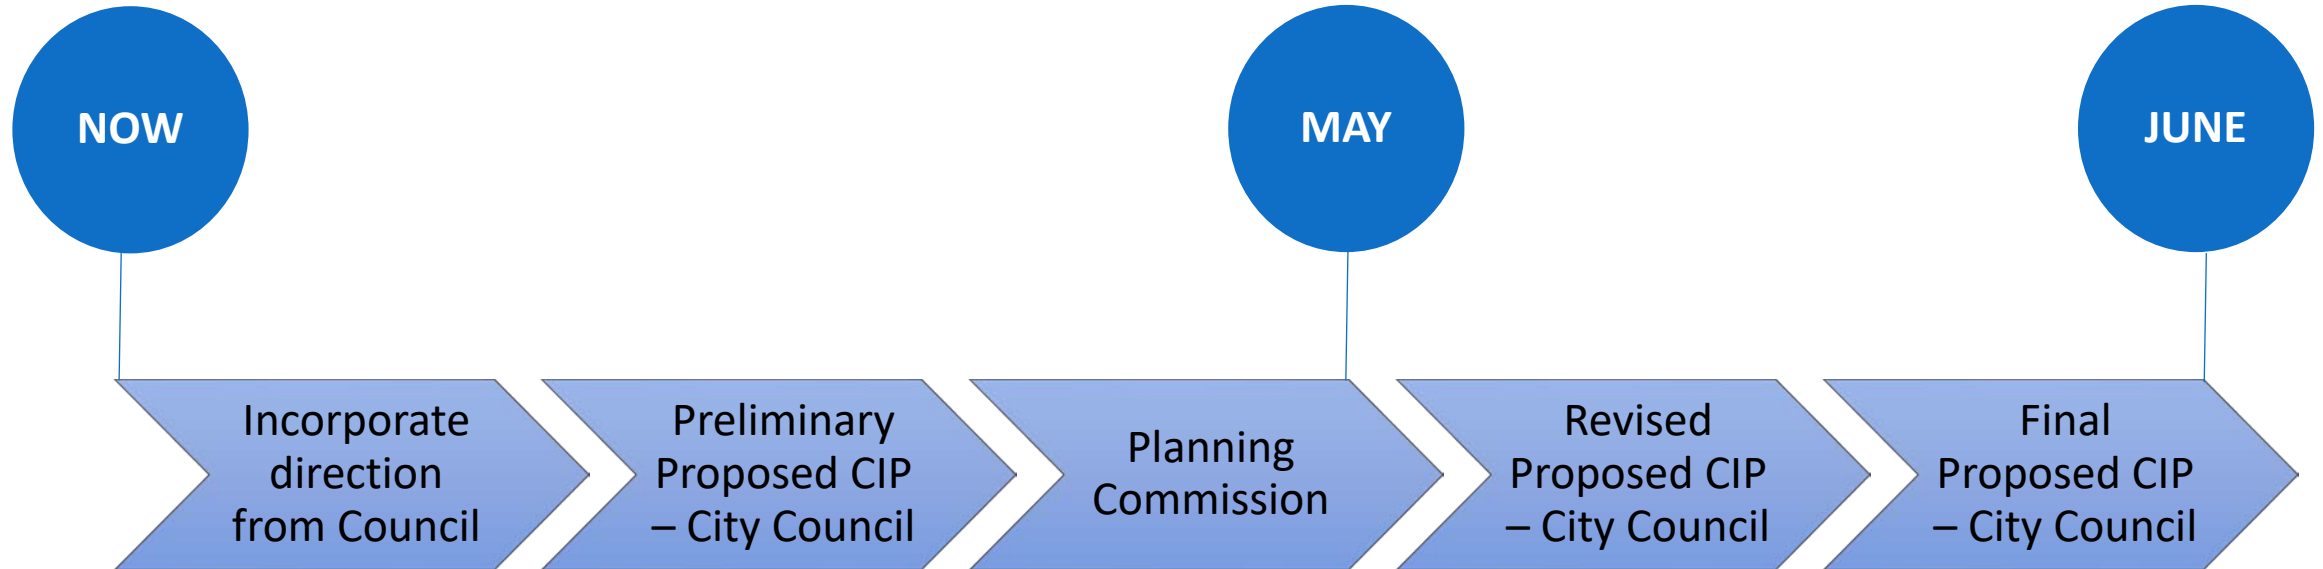 NOW
MAY
JUNE
Incorporate
direction
from Council
Preliminary
Proposed CIP
– City Council
Planning
Commission
Revised
Proposed CIP
– City Council
Final
Proposed CIP
– City Council